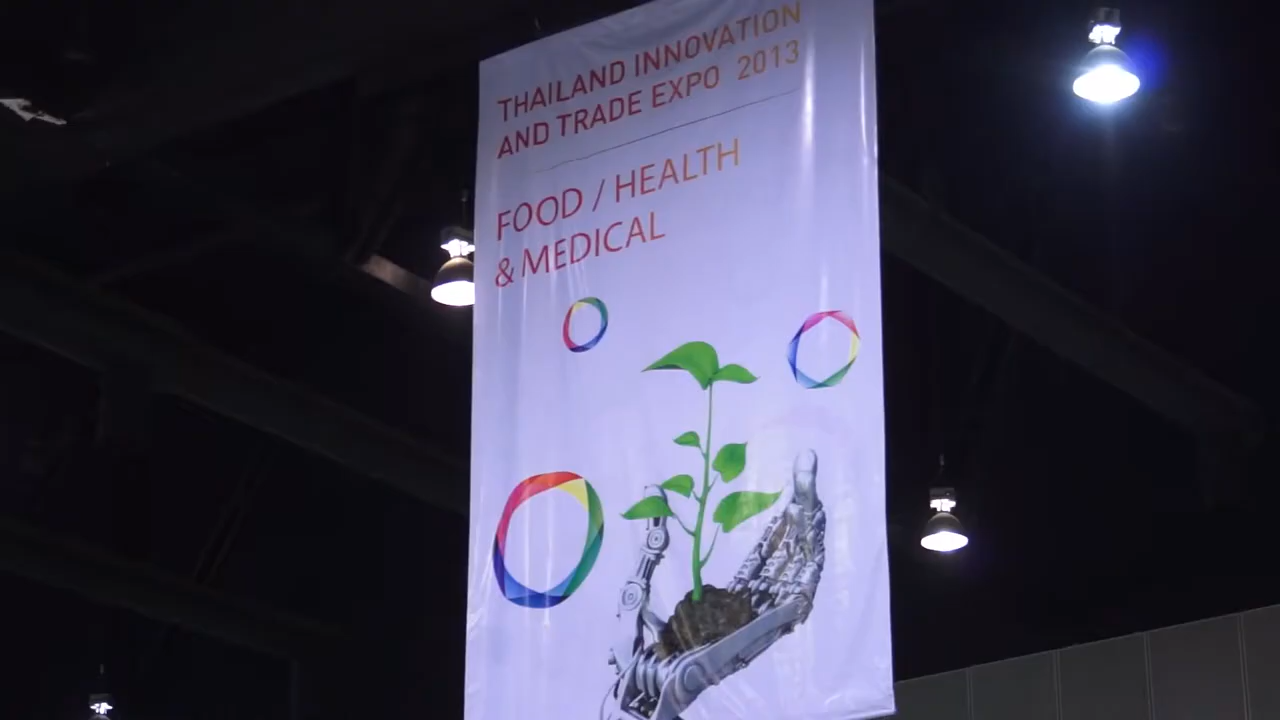 THAILAND INNOVATION
AND TRADE EXPO 2013
FOOD / HEALTH
& MEDICAL